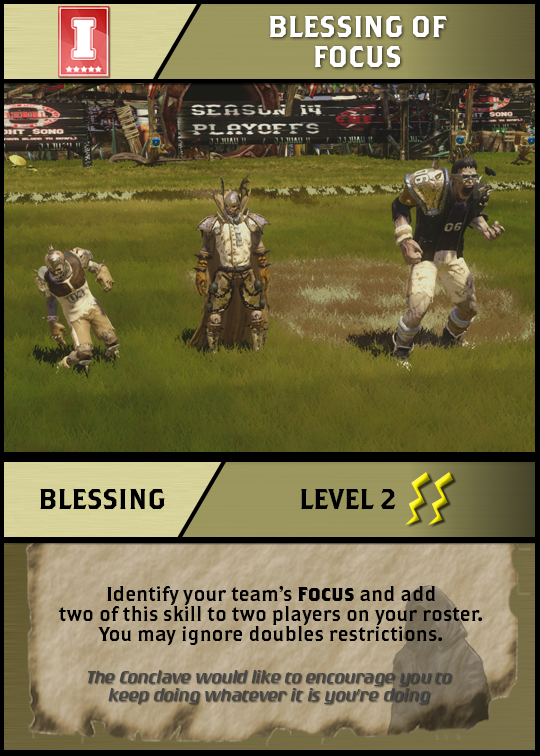 I
BLESSING OF
FOCUS
SEASON 14
PLAYOFFS
06
BLESSING
LEVEL 2
Identify your team's FOCUS and add
two of this skill to two players on your roster.
You may ignore doubles restrictions.
The Conclave would like to encourage you to
keep doing whatever it is you're doing